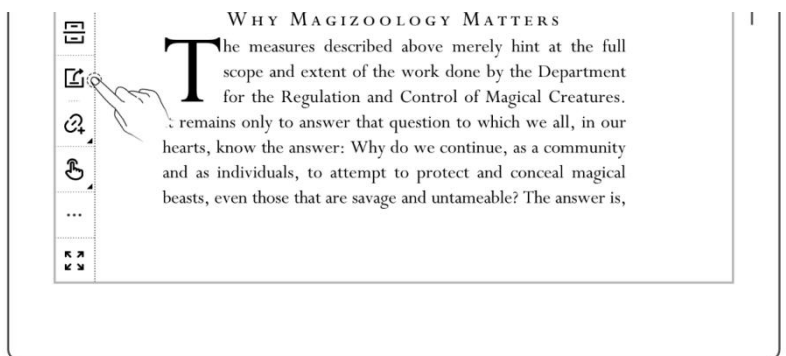 WHY MAGIZOOLOGY MATTERS
The measures described above merely hint at the full
scope and extent of the work done by the Department
for the Regulation and Control of Magical Creatures.
remains only to answer that question to which we all, in our
hearts, know the answer: Why do we continue, as a community
and as individuals, to attempt to protect and conceal magical
beasts, even those that are savage and untameable? The answer is,